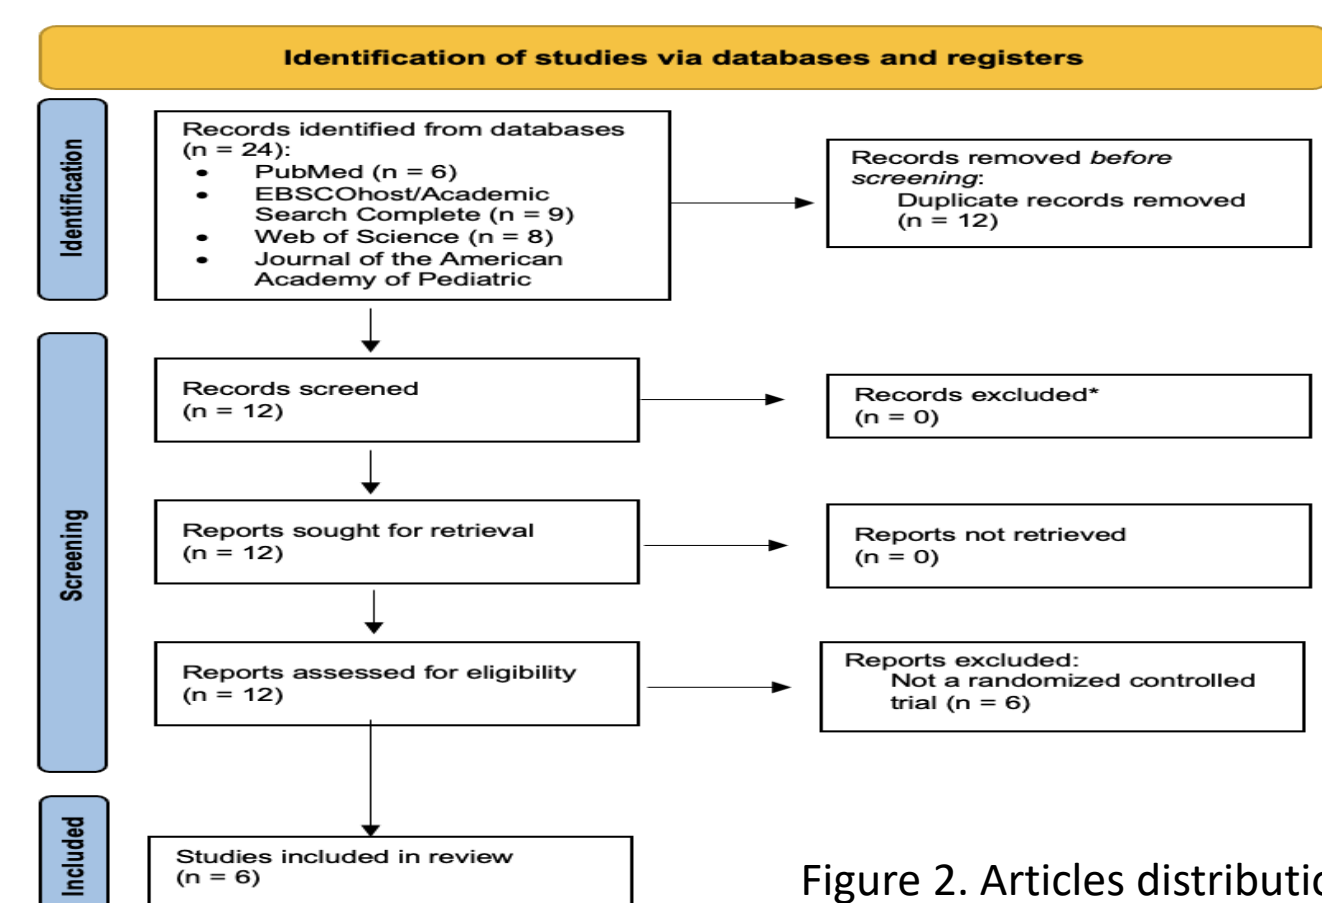 Identification of studies via databases and registers
Identification
Records identified from databases
(n = 24):
• PubMed (n = 6)
• EBSCOhost/Academic
Search Complete (n = 9)
• Web of Science (n = 8)
• Journal of the American
Academy of Pediatric
Records removed before
screening:
Duplicate records removed
(n = 12)
Screening
Records screened
(n = 12)
Records excluded*
(n = 0)
Reports sought for retrieval
(n = 12)
Reports not retrieved
(n = 0)
Reports assessed for eligibility
(n = 12)
Reports excluded:
Not a randomized controlled
trial (n = 6)
Included
Studies included in review
(n = 6)
Figure 2. Articles